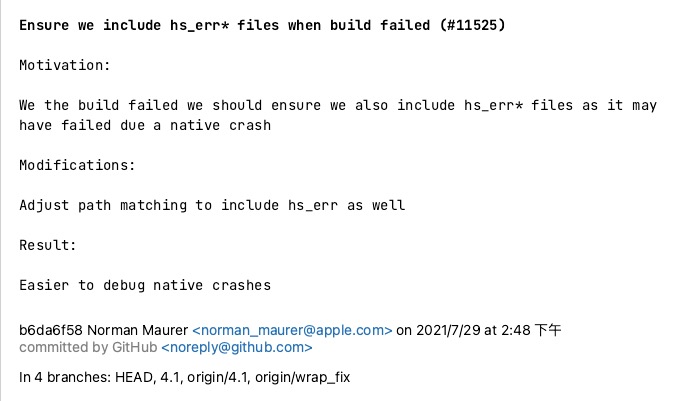 Ensure we include hs_err* files when build failed (#11525)
Motivation:
We the build failed we should ensure we also include hs_err* files as it may
have failed due a native crash
Modifications:
Adjust path matching to include hs_err as well
Result:
Easier to debug native crashes
b6da6f58 Norman Maurer <norman_maurer@apple.com> on 2021/7/29 at 2:48 下午
committed by GitHub <noreply@github.com>
In 4 branches: HEAD, 4.1, origin/4.1, origin/wrap_fix